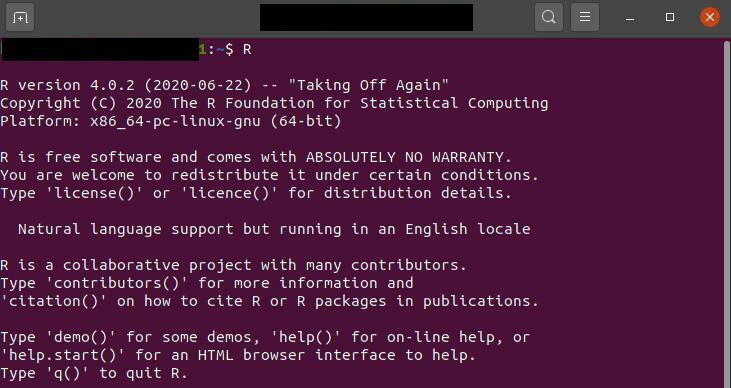 1:~$ R
R version 4.0.2 (2020-06-22) -- "Taking Off Again"
Copyright (C) 2020 The R Foundation for Statistical Computing
Platform: x86_64-pc-linux-gnu (64-bit)
R is free software and comes with ABSOLUTELY NO WARRANTY.
You are welcome to redistribute it under certain conditions.
Type 'license()' or 'licence()' for distribution details.
Natural language support but running in an English locale
R is a collaborative project with many contributors.
Type 'contributors()' for more information and
'citation()' on how to cite R or R packages in publications.
Type 'demo()' for some demos, 'help()' for on-line help, or
'help.start()' for an HTML browser interface to help.
Type 'q()' to quit R.